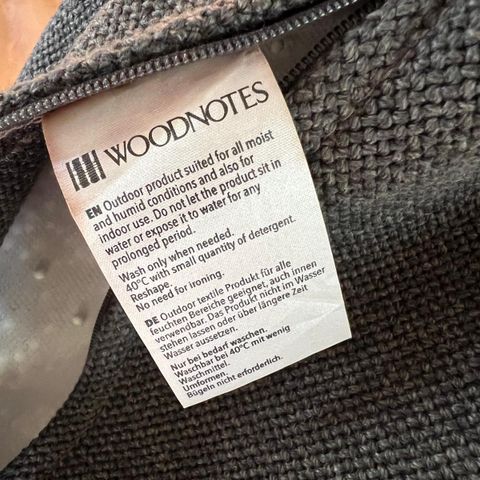 WOODNOTES
EN Outdoor product suited for all moist
and humid conditions and also for
indoor use. Do not let the product sit in
water or expose it to water for any
prolonged period.
Wash only when needed.
40°C with small quantity of detergent.
Reshape.
No need for ironing.
DE Outdoor textile Produkt für alle
feuchten Bereiche geeignet, auch innen
verwendbar. Das Produkt nicht im Wasser
stehen lassen oder über längere Zeit
Wasser aussetzen.
Nur bei bedarf waschen.
Waschbar bei 40°C mit wenig
Waschmittel.
Umformen.
Bügeln nicht erforderlich.